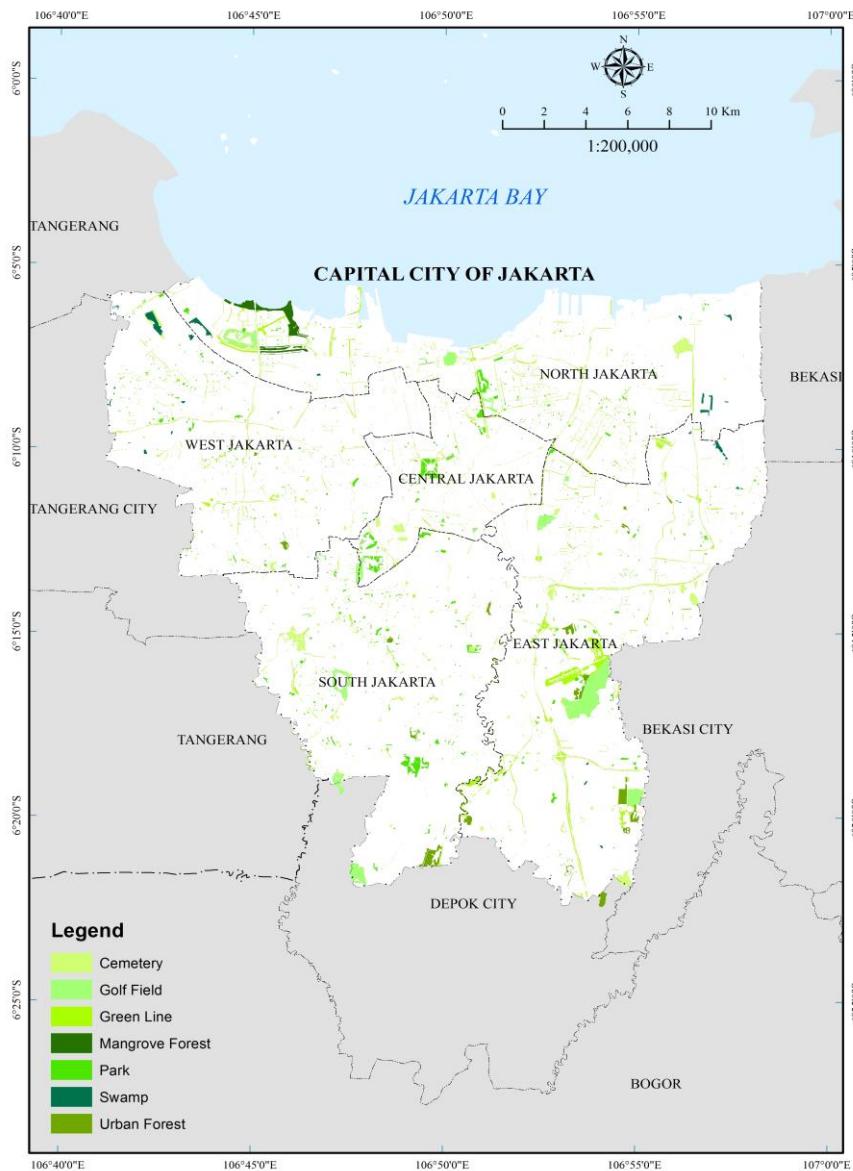 106°4'0"E 106°45'0"E 106°50'0"E 106°55'0"E 107°0'0"E
N
W E
S
6°0'0"S
0 2 4 6 8 10 Km
1:200,000
JAKARTA BAY
TANGERANG
6°5'0"S
CAPITAL CITY OF JAKARTA
NORTH JAKARTA
BEKASI
6°10'0"S
WEST JAKARTA
CENTRAL JAKARTA
TANGERANG CITY
6°15'0"S
EAST JAKARTA
SOUTH JAKARTA
BEKASI CITY
TANGERANG
6°20'0"S
DEPOK CITY
Legend
Cemetery
Golf Field
6°25'0"S
Green Line
Mangrove Forest
Park
Swamp
BOGOR
Urban Forest
106°40'0"E 106°45'0"E 106°50'0"E 106°55'0"E 107°0'0"E